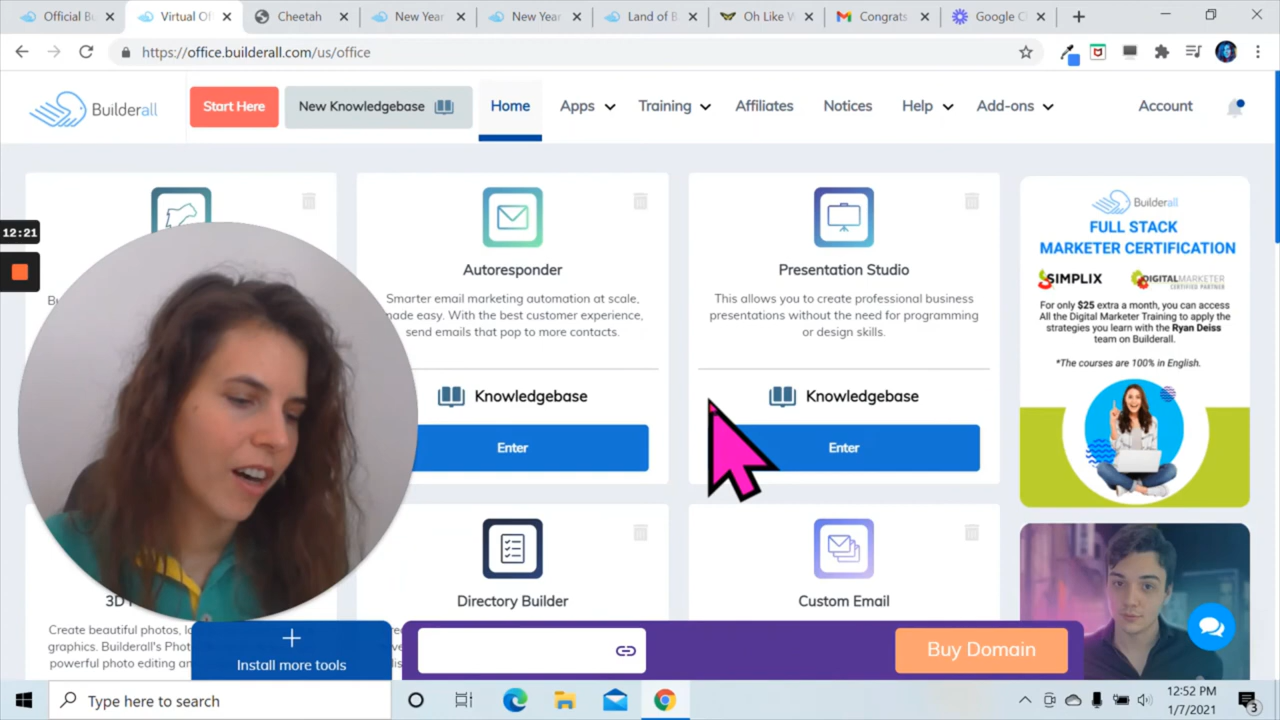 Official Bu
Virtual Of
Cheetah
New Year
New Year
Land of B
Oh Like W
Congrats
Google C
https://office.builderall.com/us/office
Builderall
Start Here
New Knowledgebase
Home
Apps
Training
Affiliates
Notices
Help
Add-ons
Account
12:21
Autoresponder
Smarter email marketing automation at scale,
ade easy. With the best customer experience,
send emails that pop to more contacts.
Knowledgebase
Enter
Presentation Studio
This allows you to create professional business
presentations without the need for programming
or design skills.
Knowledgebase
Enter
Builderall
FULL STACK
MARKETER CERTIFICATION
SIMPLIX
DIGITALMARKETER
CERTIFIED PARTNER
For only $25 extra a month, you can access
All the Digital Marketer Training to apply the
strategies you learn with the Ryan Deiss
team on Builderall.
*The courses are 100% in English.
Directory Builder
Custom Email
3D
Create beautiful photos, lo
graphics. Builderall's Phot
powerful photo editing an
Install more tools
Buy Domain
Type here to search
12:52 PM
1/7/2021
3